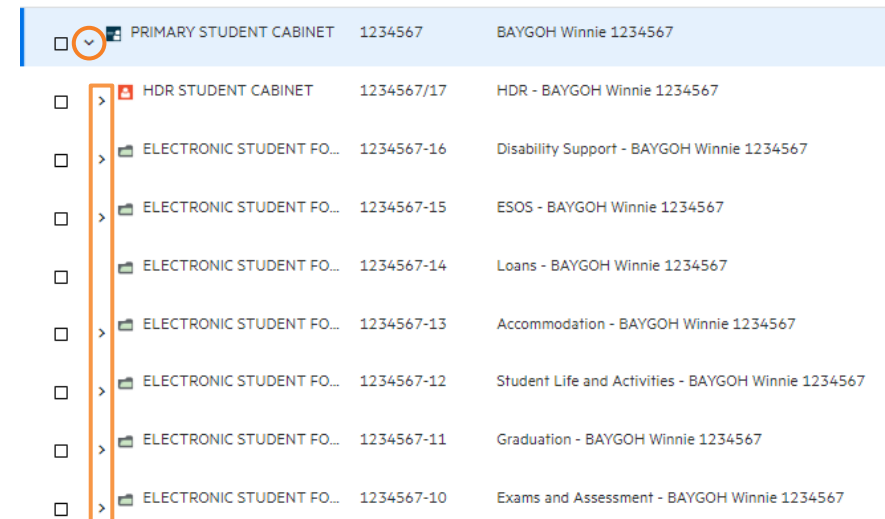 PRIMARY STUDENT CABINET 1234567 BAYGOH Winnie 1234567
HDR STUDENT CABINET 1234567/17 HDR - BAYGOH Winnie 1234567
ELECTRONIC STUDENT FO... 1234567-16 Disability Support - BAYGOH Winnie 1234567
ELECTRONIC STUDENT FO... 1234567-15 ESOS - BAYGOH Winnie 1234567
ELECTRONIC STUDENT FO... 1234567-14 Loans - BAYGOH Winnie 1234567
ELECTRONIC STUDENT FO... 1234567-13 Accommodation - BAYGOH Winnie 1234567
ELECTRONIC STUDENT FO... 1234567-12 Student Life and Activities - BAYGOH Winnie 1234567
ELECTRONIC STUDENT FO... 1234567-11 Graduation - BAYGOH Winnie 1234567
ELECTRONIC STUDENT FO... 1234567-10 Exams and Assessment - BAYGOH Winnie 1234567